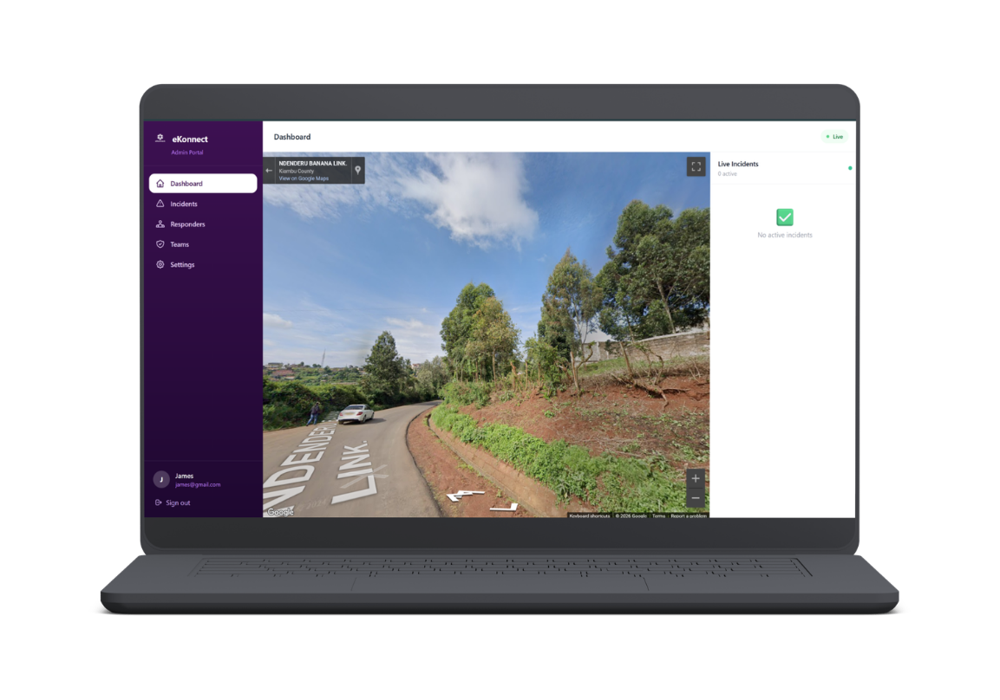 eKonnect
Admin Portal
Dashboard
Incidents
Responders
Teams
Settings
J
James
james@gmail.com
Sign out
Dashboard
Live
NDENDERU BANANA LINK.
Kiambu County
View on Google Maps
NDENDER
LINK.
Google
Keyboard shortcuts © 2026 Google Terms Report a problem
Live Incidents
0 active
No active incidents